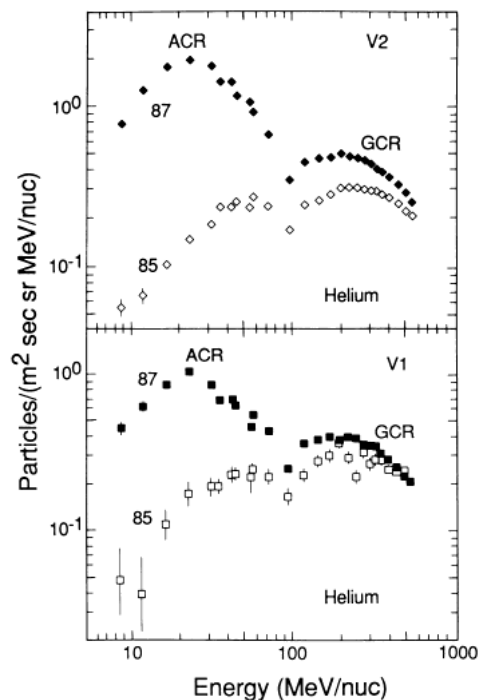 ACR
V2
10⁰
87
GCR
85
10⁻¹
Helium
ACR
V1
10⁰
87
GCR
85
10⁻¹
Helium
10
100
1000
Particles/(m² sec sr MeV/nuc)
Energy (MeV/nuc)